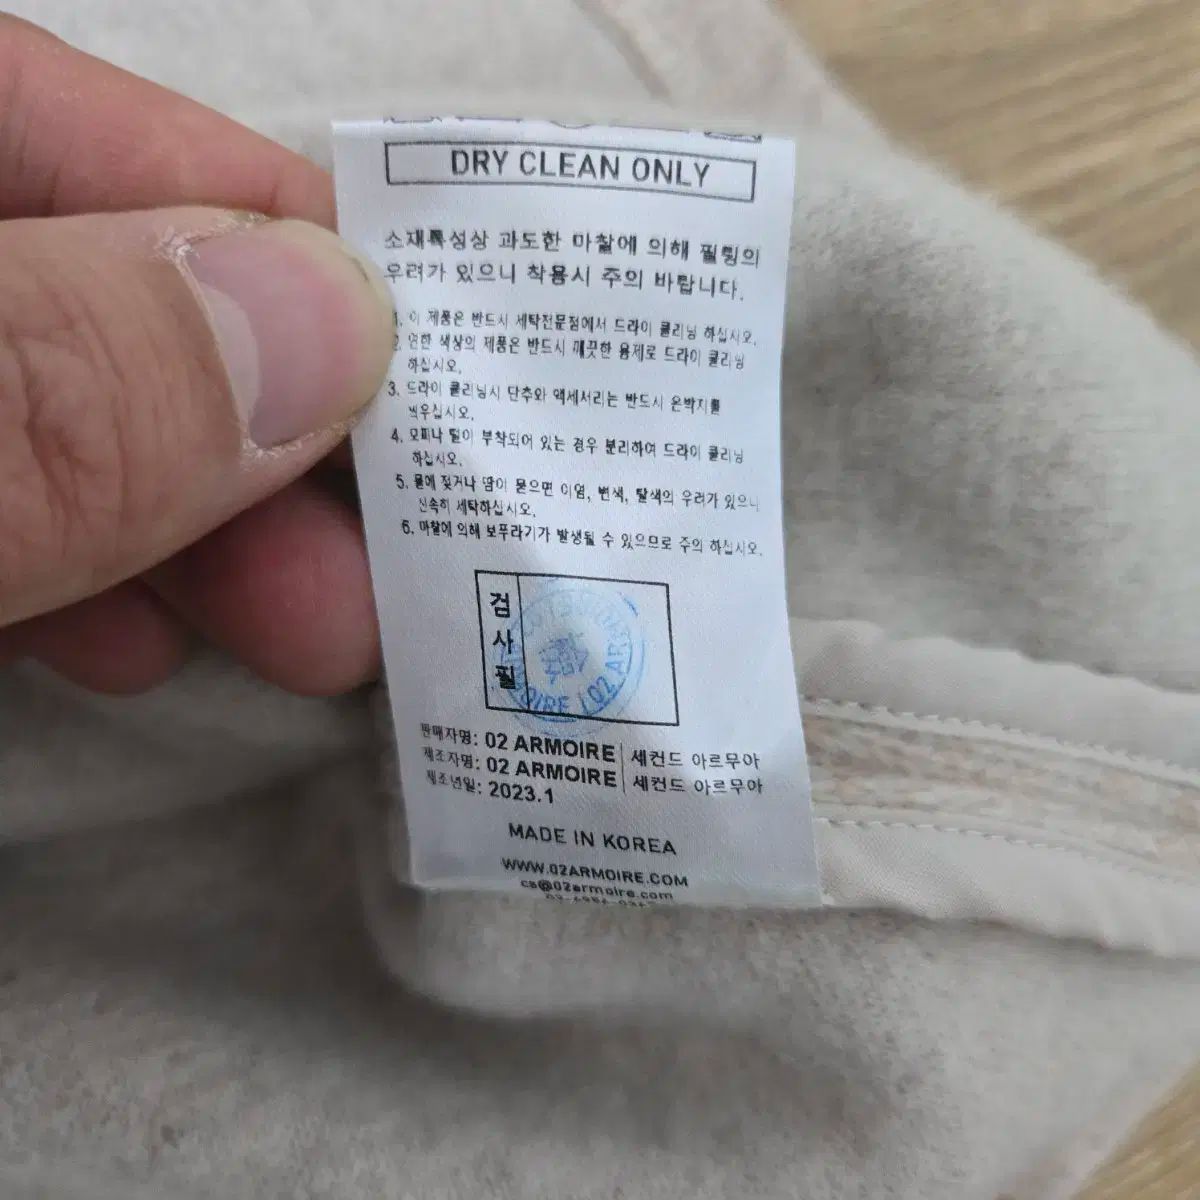 DRY CLEAN ONLY
소재특성상 과도한 마찰에 의해 필링의
우려가 있으니 착용시 주의 바랍니다.
1. 이 제품은 반드시 세탁전문점에서 드라이 클리닝 하십시오.
2. 연한 색상의 제품은 반드시 깨끗한 용제로 드라이 클리닝
하십시오.
3. 드라이 클리닝시 단추와 액세서리는 반드시 은박지를
씌우십시오.
4. 모피나 털이 부착되어 있는 경우 분리하여 드라이 클리닝
하십시오.
5. 물에 젖거나 땀이 묻으면 이염, 변색, 탈색의 우려가 있으니
신속히 세탁하십시오.
6. 마찰에 의해 보푸라기가 발생될 수 있으므로 주의 하십시오.
검사필
02 ARMOIRE
판매자명: 02 ARMOIRE | 세컨드 아르무아
제조자명: 02 ARMOIRE | 세컨드 아르무아
제조년일: 2023.1
MADE IN KOREA
WWW.02ARMOIRE.COM
cs@02armoire.com